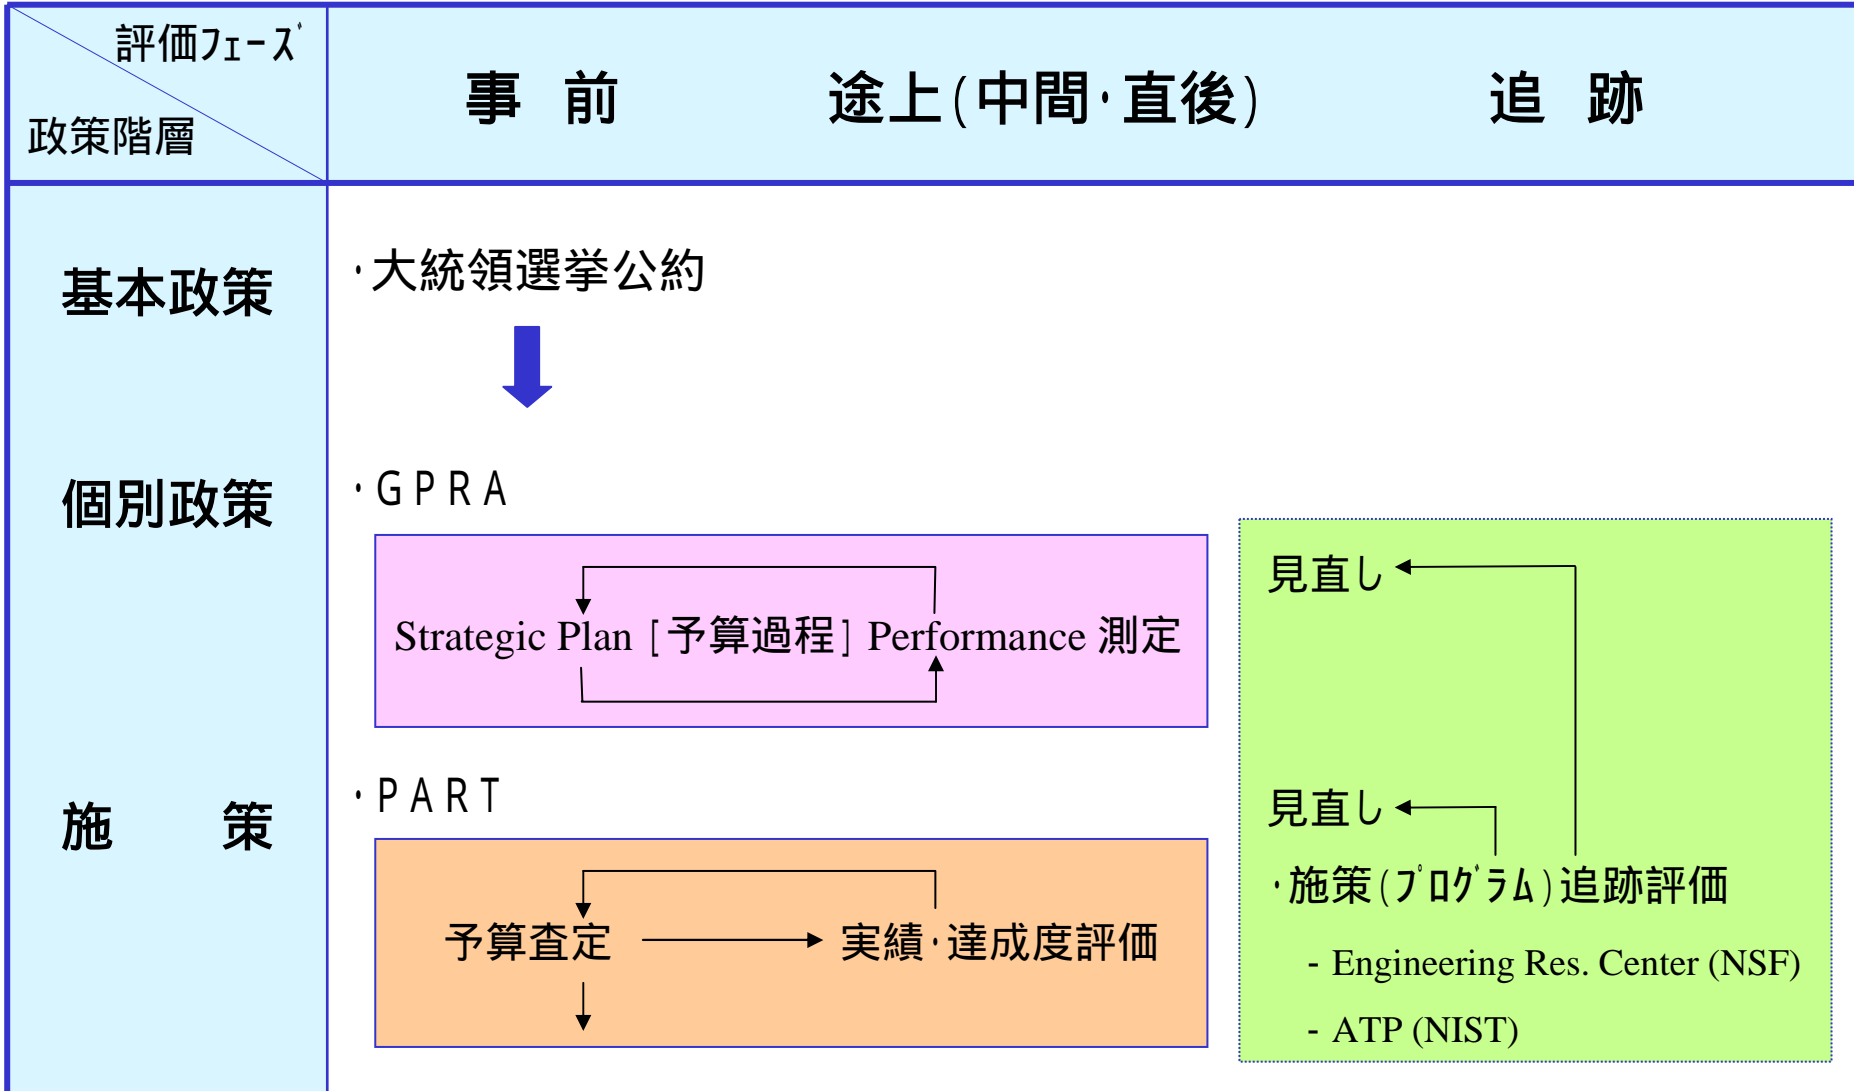 評価ﾌｪｰｽﾞ
政策階層
事 前 途上(中間・直後) 追 跡
基本政策
・大統領選挙公約
個別政策
・GPRA
Strategic Plan [予算過程] Performance 測定
見直し
施 策
・PART
予算査定 実績・達成度評価
見直し
・施策(ﾌﾟﾛｸﾞﾗﾑ)追跡評価
- Engineering Res. Center (NSF)
- ATP (NIST)